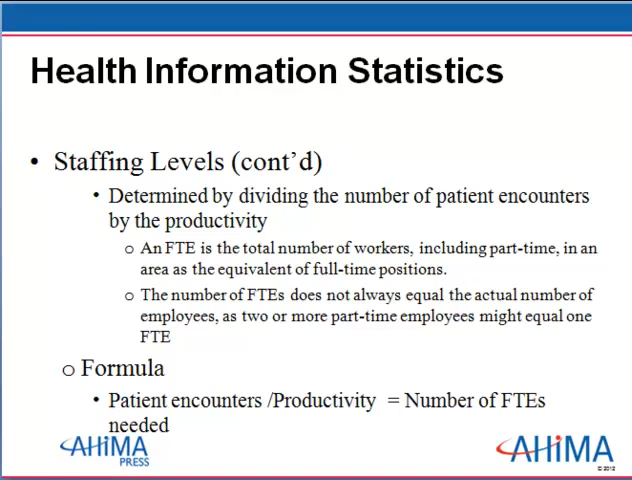 Health Information Statistics
• Staffing Levels (cont'd)
• Determined by dividing the number of patient encounters
by the productivity
o An FTE is the total number of workers, including part-time, in an
area as the equivalent of full-time positions.
o The number of FTEs does not always equal the actual number of
employees, as two or more part-time employees might equal one
FTE
o Formula
• Patient encounters /Productivity = Number of FTEs
needed
AHiMA
PRESS
AHiMA
© 2012